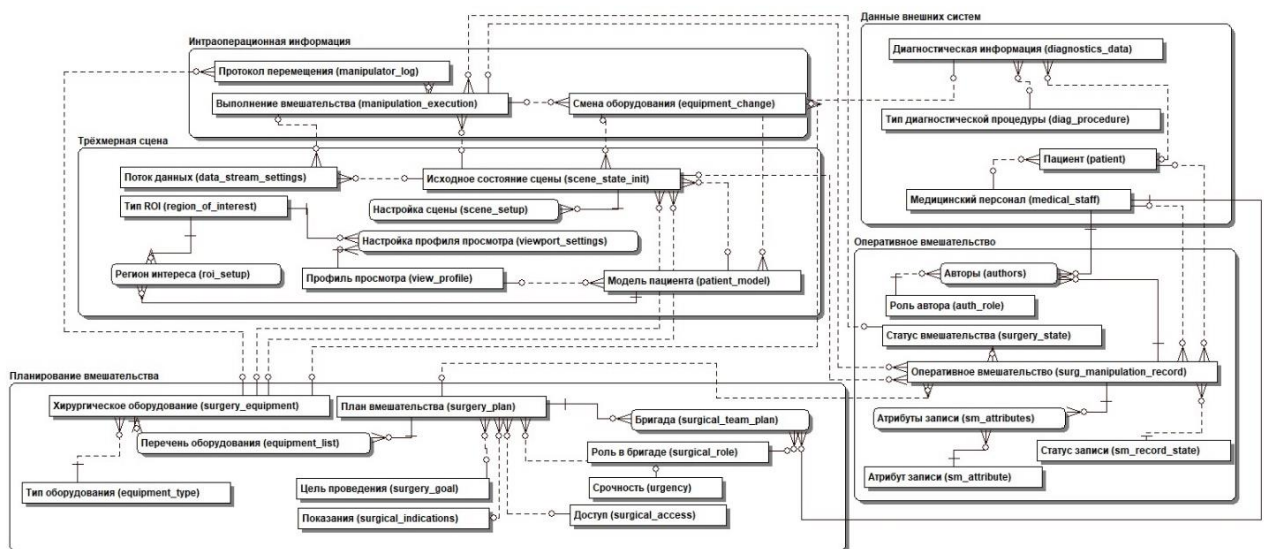 Интраоперационная информация
Протокол перемещения (manipulator_log)
Выполнение вмешательства (manipulation_execution)
Смена оборудования (equipment_change)
Трёхмерная сцена
Поток данных (data_stream_settings)
Исходное состояние сцены (scene_state_init)
Тип ROI (region_of_interest)
Настройка сцены (scene_setup)
Настройка профиля просмотра (viewport_settings)
Регион интереса (roi_setup)
Профиль просмотра (view_profile)
Модель пациента (patient_model)
Данные внешних систем
Диагностическая информация (diagnostics_data)
Тип диагностической процедуры (diag_procedure)
Пациент (patient)
Медицинский персонал (medical_staff)
Оперативное вмешательство
Авторы (authors)
Роль автора (auth_role)
Статус вмешательства (surgery_state)
Оперативное вмешательство (surg_manipulation_record)
Атрибуты записи (sm_attributes)
Статус записи (sm_record_state)
Атрибут записи (sm_attribute)
Планирование вмешательства
Хирургическое оборудование (surgery_equipment)
План вмешательства (surgery_plan)
Бригада (surgical_team_plan)
Перечень оборудования (equipment_list)
Роль в бригаде (surgical_role)
Тип оборудования (equipment_type)
Цель проведения (surgery_goal)
Срочность (urgency)
Показания (surgical_indications)
Доступ (surgical_access)